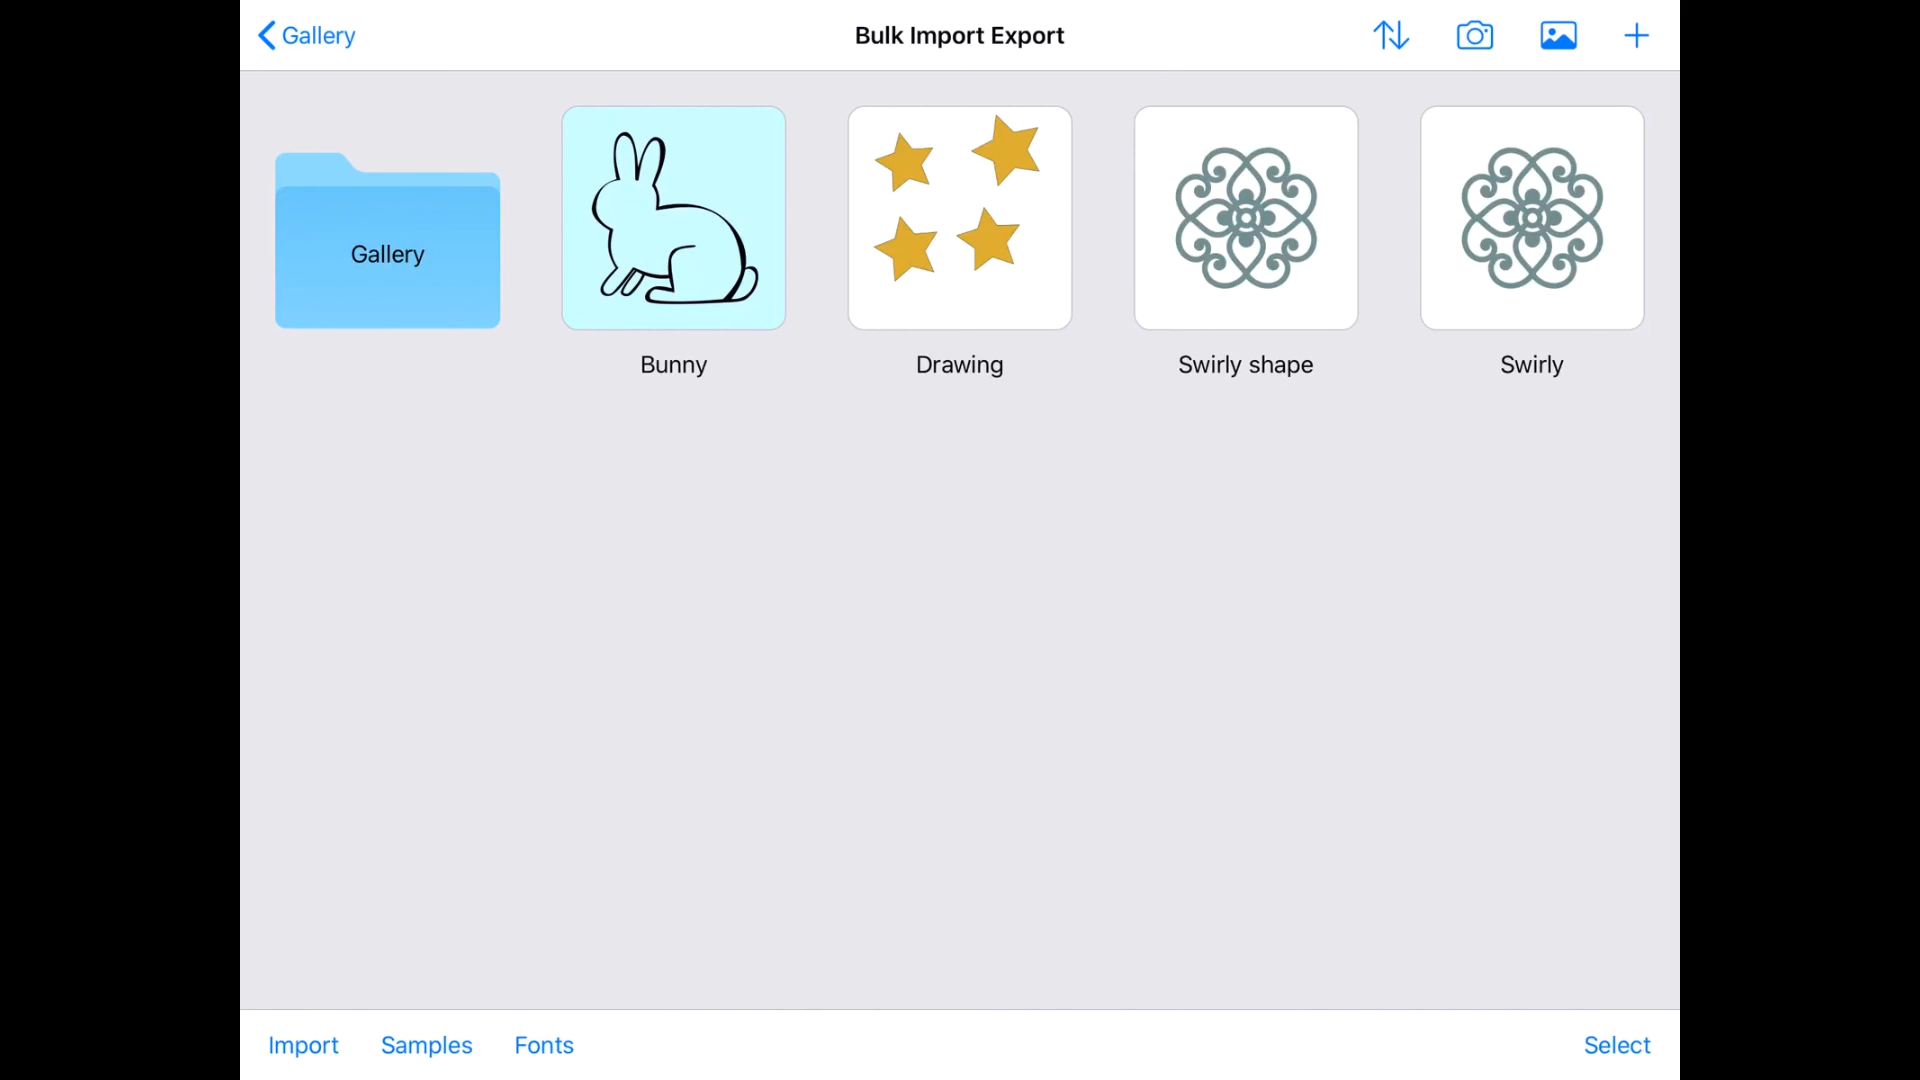 Gallery
Bulk Import Export
Gallery
Bunny
Drawing
Swirly shape
Swirly
Import
Samples
Fonts
Select